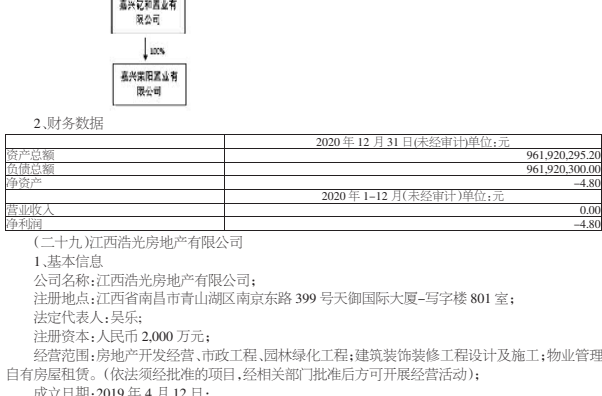 嘉兴纪和置业有
限公司
100%
嘉兴荣阳置业有
限公司
2、财务数据
2020 年 12 月 31 日(未经审计)单位:元
资产总额 961,920,295.20
负债总额 961,920,300.00
净资产 -4.80
2020 年 1-12 月(未经审计)单位:元
营业收入 0.00
净利润 -4.80
(二十九)江西浩光房地产有限公司
1、基本信息
公司名称:江西浩光房地产有限公司;
注册地点:江西省南昌市青山湖区南京东路 399 号天御国际大厦-写字楼 801 室;
法定代表人:吴乐;
注册资本:人民币 2,000 万元;
经营范围:房地产开发经营、市政工程、园林绿化工程;建筑装饰装修工程设计及施工;物业管理
自有房屋租赁。(依法须经批准的项目,经相关部门批准后方可开展经营活动);
成立日期:2019 年 4 月 12 日;